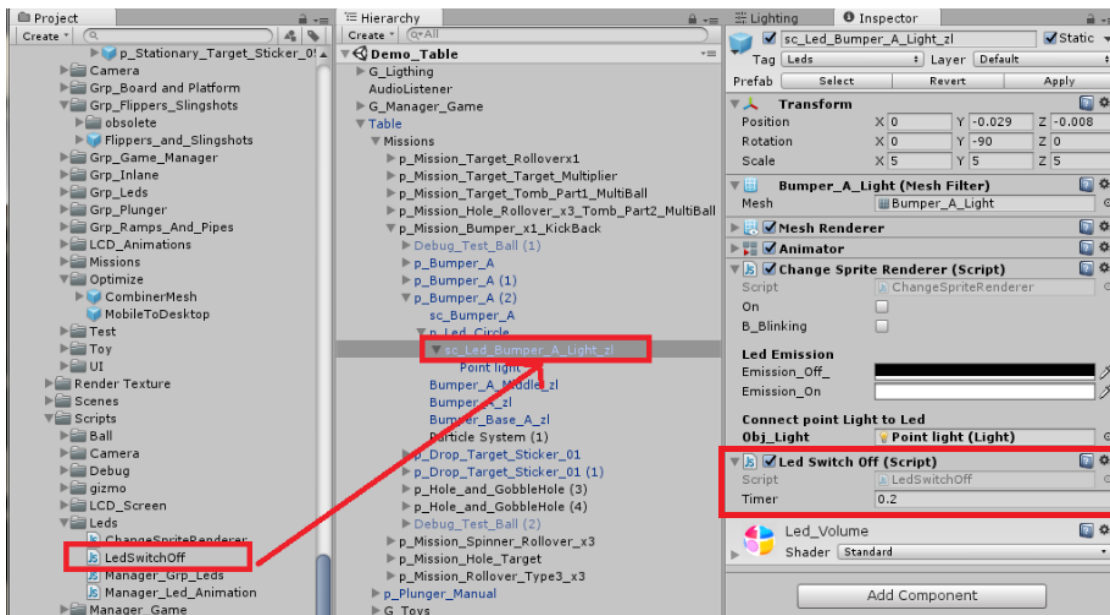 Project
Create
p_Stationary_Target_Sticker_0
Camera
Grp_Board and Platform
Grp_Flippers_Slingshots
obsolete
Flippers_and_Slingshots
Grp_Game_Manager
Grp_Inlane
Grp_Leds
Grp_Plunger
Grp_Ramps_And_Pipes
LCD_Animations
Missions
Optimize
CombinerMesh
MobileToDesktop
Test
Toy
UI
Render Texture
Scenes
Scripts
Ball
Camera
Debug
gizmo
LCD_Screen
Leds
ChangeSpriteRenderer
LedSwitchOff
Manager_Grp_Leds
Manager_Led_Animation
Manager_Game
Hierarchy
Create All
Demo_Table
G_Ligthing
AudioListener
G_Manager_Game
Table
Missions
p_Mission_Target_Rolloverx1
p_Mission_Target_Target_Multiplier
p_Mission_Target_Tomb_Part1_MultiBall
p_Mission_Hole_Rollover_x3_Tomb_Part2_MultiBall
p_Mission_Bumper_x1_KickBack
Debug_Test_Ball (1)
p_Bumper_A
p_Bumper_A (1)
p_Bumper_A (2)
sc_Bumper_A
p_Led_Circle
sc_Led_Bumper_A_Light_zl
Point light
Bumper_A_Middle_zl
Bumper_A_zl
Bumper_Base_A_zl
Particle System (1)
p_Drop_Target_Sticker_01
p_Drop_Target_Sticker_01 (1)
p_Hole_and_GobbleHole (3)
p_Hole_and_GobbleHole (4)
Debug_Test_Ball (2)
p_Mission_Spinner_Rollover_x3
p_Mission_Hole_Target
p_Mission_Rollover_Type3_x3
p_Plunger_Manual
G_Toys
Lighting Inspector
sc_Led_Bumper_A_Light_zl Static
Tag Leds Layer Default
Prefab Select Revert Apply
Transform
Position X 0 Y -0.029 Z -0.008
Rotation X 0 Y -90 Z 0
Scale X 5 Y 5 Z 5
Bumper_A_Light (Mesh Filter)
Mesh Bumper_A_Light
Mesh Renderer
Animator
Change Sprite Renderer (Script)
Script ChangeSpriteRenderer
On
B_Blinking
Led Emission
Emission_Off_
Emission_On
Connect point Light to Led
Obj_Light Point light (Light)
Led Switch Off (Script)
Script LedSwitchOff
Timer 0.2
Led_Volume
Shader Standard
Add Component